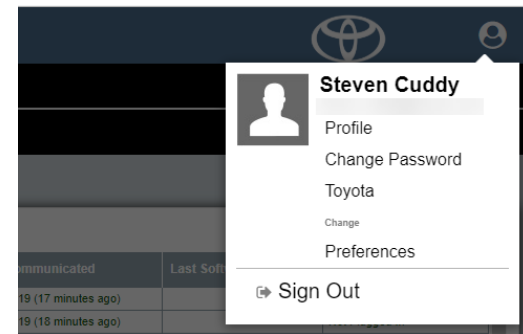 Steven Cuddy
Profile
Change Password
Toyota
Change
Preferences
Sign Out
ommunicated
Last Soft
19 (17 minutes ago)
19 (18 minutes ago)